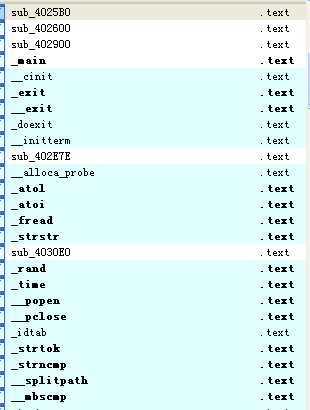 sub_4025B0 .text
sub_402600 .text
sub_402900 .text
_main .text
__cinit .text
_exit .text
__exit .text
_doexit .text
__initterm .text
sub_402E7E .text
__alloca_probe .text
_atol .text
_atoi .text
_fread .text
_strstr .text
sub_4030E0 .text
_rand .text
_time .text
__popen .text
__pclose .text
_idtab .text
_strtok .text
_strncmp .text
__splitpath .text
__mbscmp .text